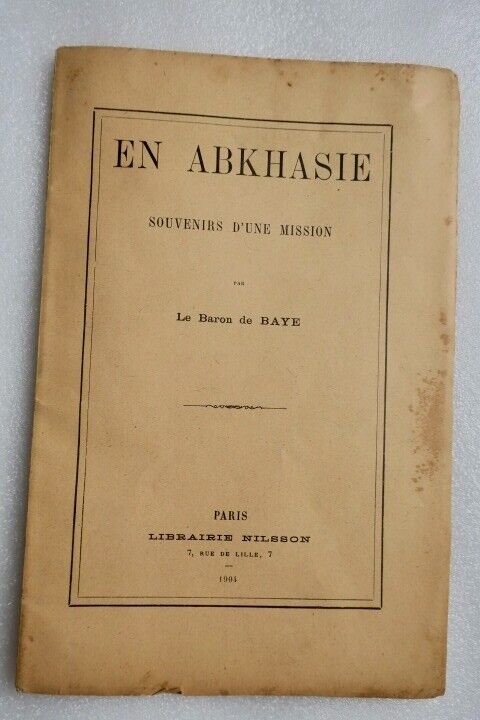 EN ABKHASIE
SOUVENIRS D'UNE MISSION
PAR
Le Baron de BAYE
PARIS
LIBRAIRIE NILSSON
7, RUE DE LILLE, 7
1904